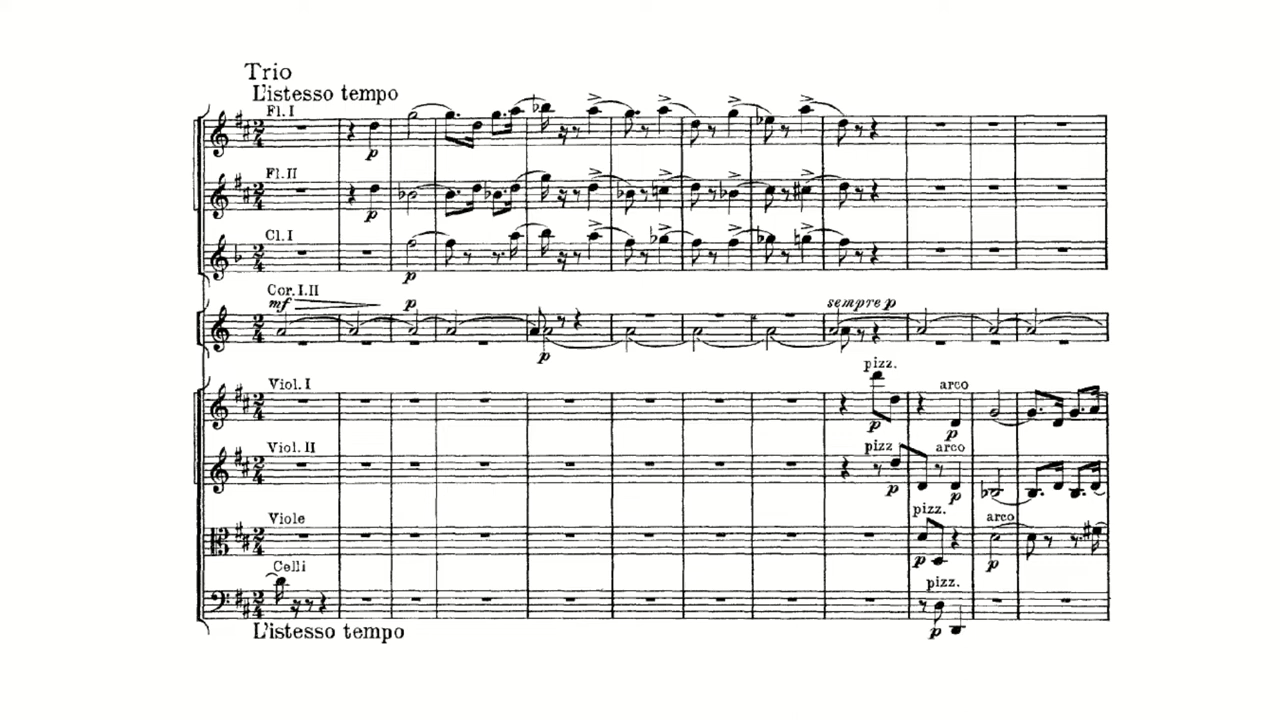 Trio
L'istesso tempo
Fl. I
p
Fl. II
p
Cl. I
p
Cor. I. II
mf p sempre p
p
pizz.
Viol. I arco
p p
Viol. II pizz arco
p p
pizz.
Viole arco
p p
Celli pizz.
p
L'istesso tempo